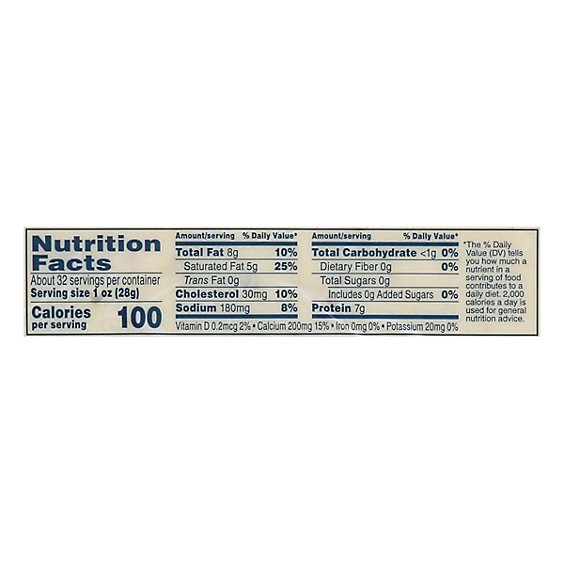 Nutrition
Facts
About 32 servings per container
Serving size 1 oz (28g)
Calories
per serving 100
Amount/serving % Daily Value*
Total Fat 8g 10%
Saturated Fat 5g 25%
Trans Fat 0g
Cholesterol 30mg 10%
Sodium 180mg 8%
Amount/serving % Daily Value*
Total Carbohydrate <1g 0%
Dietary Fiber 0g 0%
Total Sugars 0g
Includes 0g Added Sugars 0%
Protein 7g
Vitamin D 0.2mcg 2% • Calcium 200mg 15% • Iron 0mg 0% • Potassium 20mg 0%
*The % Daily
Value (DV) tells
you how much a
nutrient in a
serving of food
contributes to a
daily diet. 2,000
calories a day is
used for general
nutrition advice.